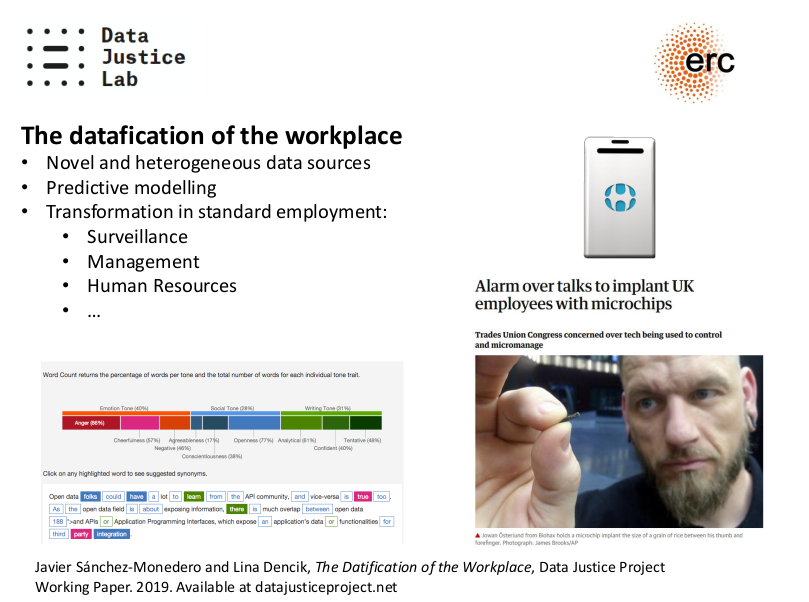 Data
Justice
Lab
erc
The datafication of the workplace
• Novel and heterogeneous data sources
• Predictive modelling
• Transformation in standard employment:
• Surveillance
• Management
• Human Resources
• ...
Alarm over talks to implant UK
employees with microchips
Trades Union Congress concerned over tech being used to control
and micromanage
Word Count returns the percentage of words per tone and the total number of words for each individual tone trait.
Emotion Tone (40%) Social Tone (28%) Writing Tone (31%)
Anger (86%)
Cheerfulness (57%) Agreeableness (17%) Openness (77%) Analytical (61%) Tentative (48%)
Negative (46%) Confident (40%)
Conscientiousness (38%)
Click on any highlighted word to see suggested synonyms.
Open data folks could have a lot to learn from the API community, and vice-versa is true too .
As the open data field is about exposing information, there is much overlap between open data
188 ">and APIs or Application Programming Interfaces, which expose an application's data or functionalities for
third party integration .
▲ Jowan Österlund from Biohax holds a microchip implant the size of a grain of rice between his thumb and
forefinger. Photograph: James Brooks/AP
Javier Sánchez-Monedero and Lina Dencik, The Datification of the Workplace, Data Justice Project
Working Paper. 2019. Available at datajusticeproject.net